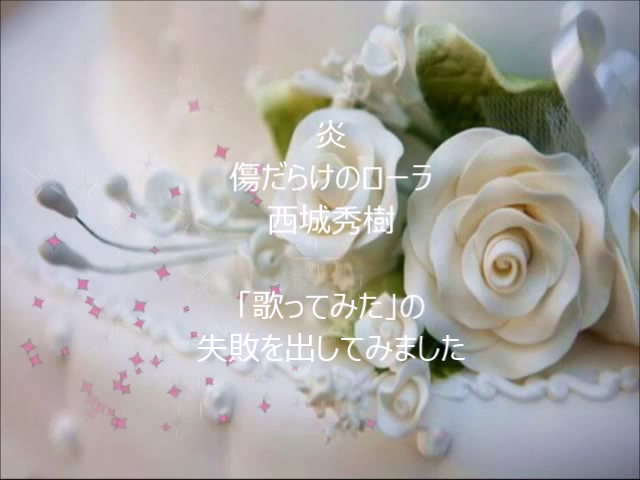 炎
傷だらけのローラ
西城秀樹
「歌ってみた」の
失敗を出してみました